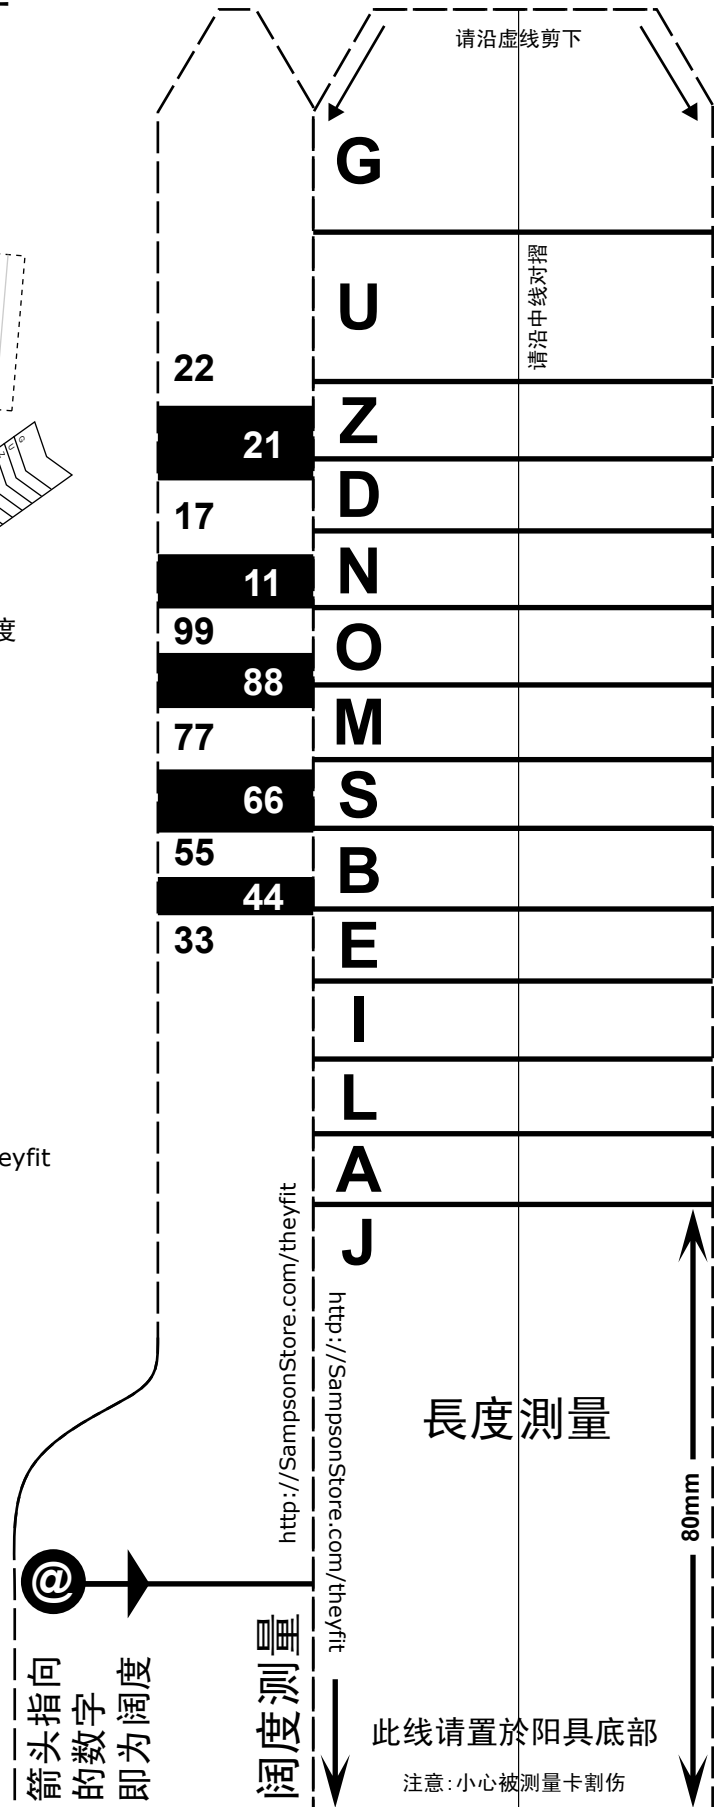 请沿虚线剪下
G
U
请沿中线对摺
22
Z
21
D
17
N
11
99
O
度
88
M
77
66
S
55
B
44
33
E
I
L
eyfit
A
J
http://SampsonStore.com/theyfit
http://SampsonStore.com/theyfit
長度測量
80mm
@
箭头指向
的数字
即为阔度
阔度测量
此线请置於阳具底部
注意:小心被测量卡割伤